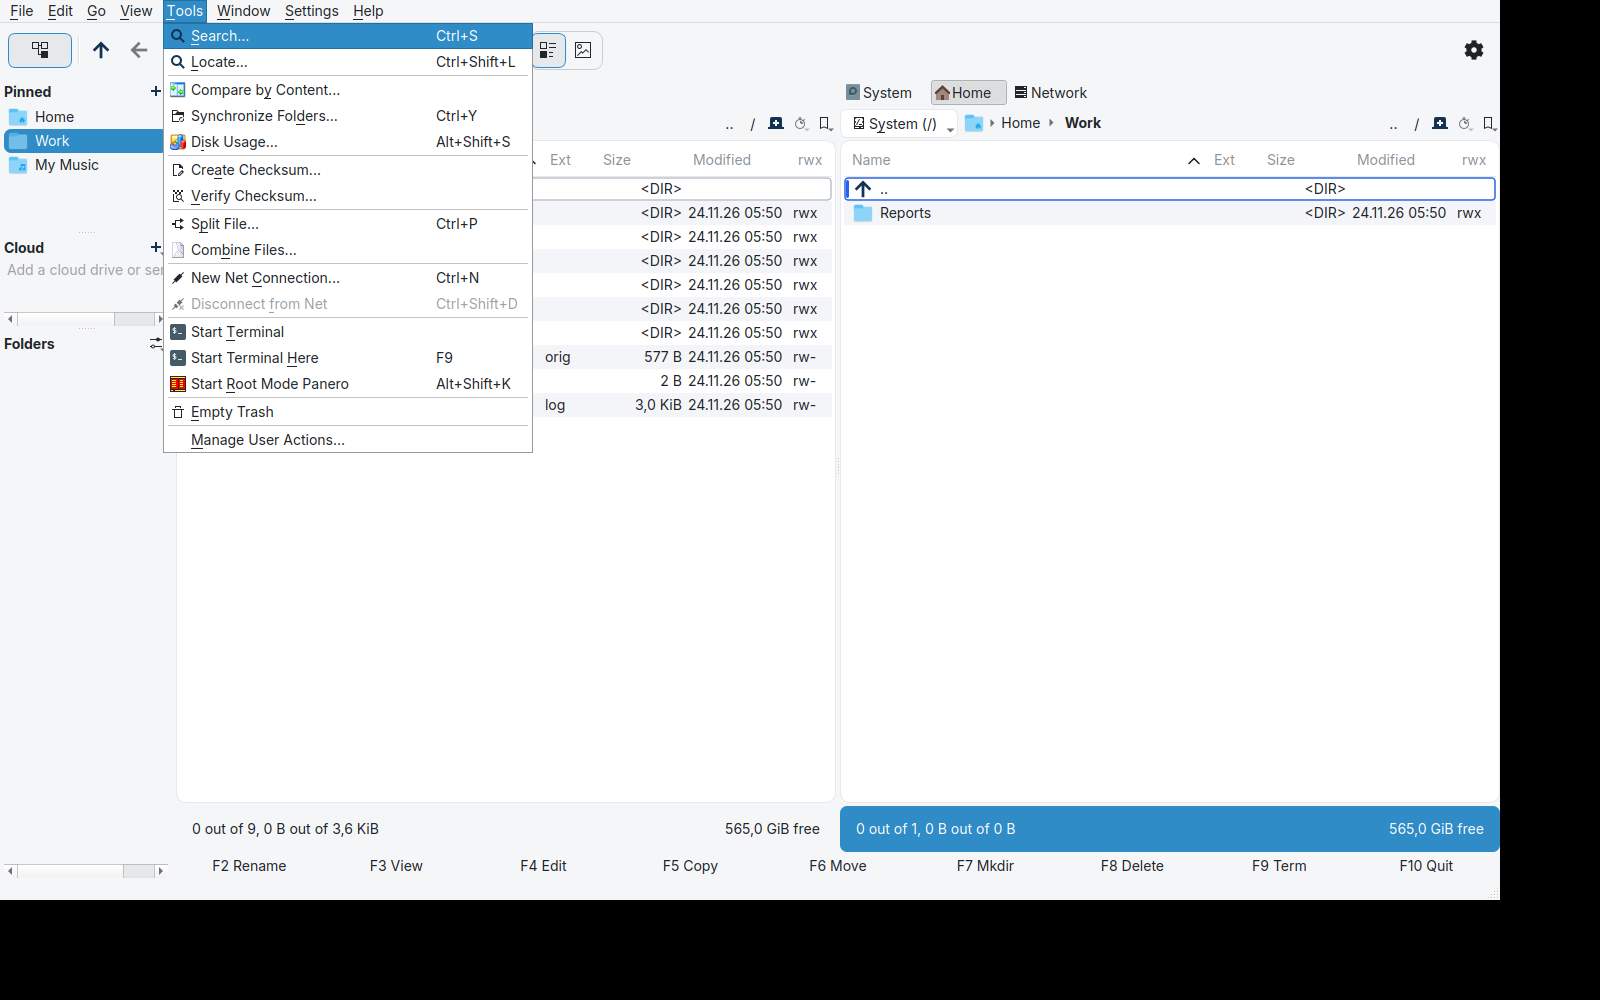 File Edit Go View Tools Window Settings Help
Search... Ctrl+S
Locate... Ctrl+Shift+L
Compare by Content...
Synchronize Folders... Ctrl+Y
Disk Usage... Alt+Shift+S
Create Checksum...
Verify Checksum...
Split File... Ctrl+P
Combine Files...
New Net Connection... Ctrl+N
Disconnect from Net Ctrl+Shift+D
Start Terminal
Start Terminal Here F9
Start Root Mode Panero Alt+Shift+K
Empty Trash
Manage User Actions...
Pinned
Home
Work
My Music
Cloud
Add a cloud drive or ser
Folders
.. /
Ext Size Modified rwx
<DIR>
<DIR> 24.11.26 05:50 rwx
<DIR> 24.11.26 05:50 rwx
<DIR> 24.11.26 05:50 rwx
<DIR> 24.11.26 05:50 rwx
<DIR> 24.11.26 05:50 rwx
<DIR> 24.11.26 05:50 rwx
orig 577 B 24.11.26 05:50 rw-
2 B 24.11.26 05:50 rw-
log 3,0 KiB 24.11.26 05:50 rw-
0 out of 9, 0 B out of 3,6 KiB 565,0 GiB free
System Home Network
System (/) Home Work .. /
Name Ext Size Modified rwx
.. <DIR>
Reports <DIR> 24.11.26 05:50 rwx
0 out of 1, 0 B out of 0 B 565,0 GiB free
F2 Rename F3 View F4 Edit F5 Copy F6 Move F7 Mkdir F8 Delete F9 Term F10 Quit